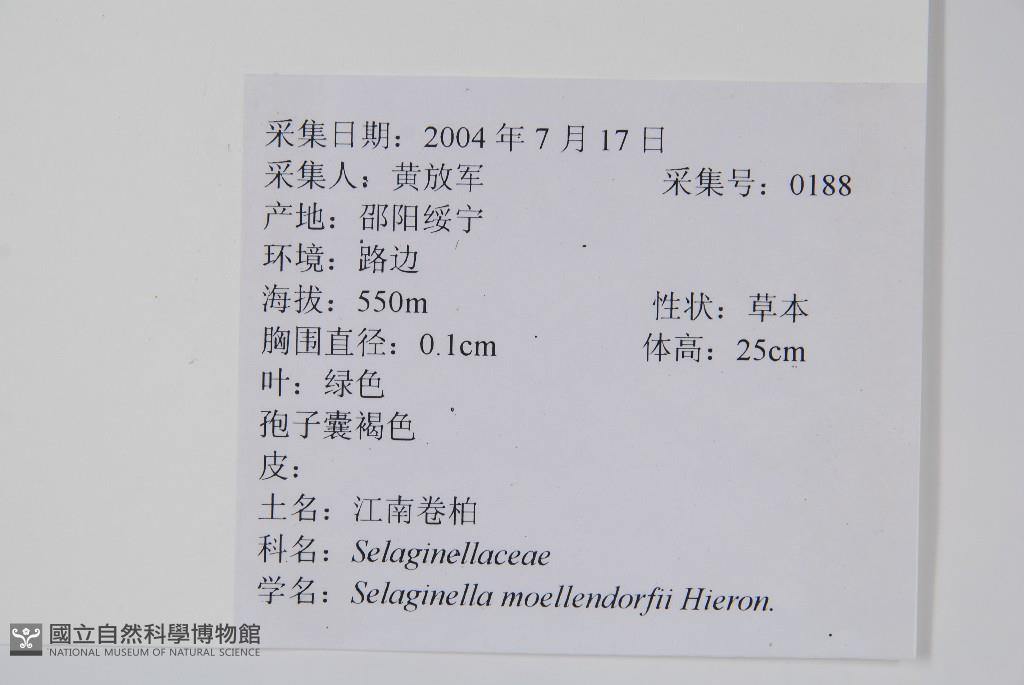 采集日期：2004 年 7 月 17 日
采集人：黄放军 采集号：0188
产地：邵阳绥宁
环境：路边
海拔：550m 性状：草本
胸围直径：0.1cm 体高：25cm
叶：绿色
孢子囊褐色
皮：
土名：江南卷柏
科名：Selaginellaceae
学名：Selaginella moellendorfii Hieron.
國立自然科學博物館
NATIONAL MUSEUM OF NATURAL SCIENCE